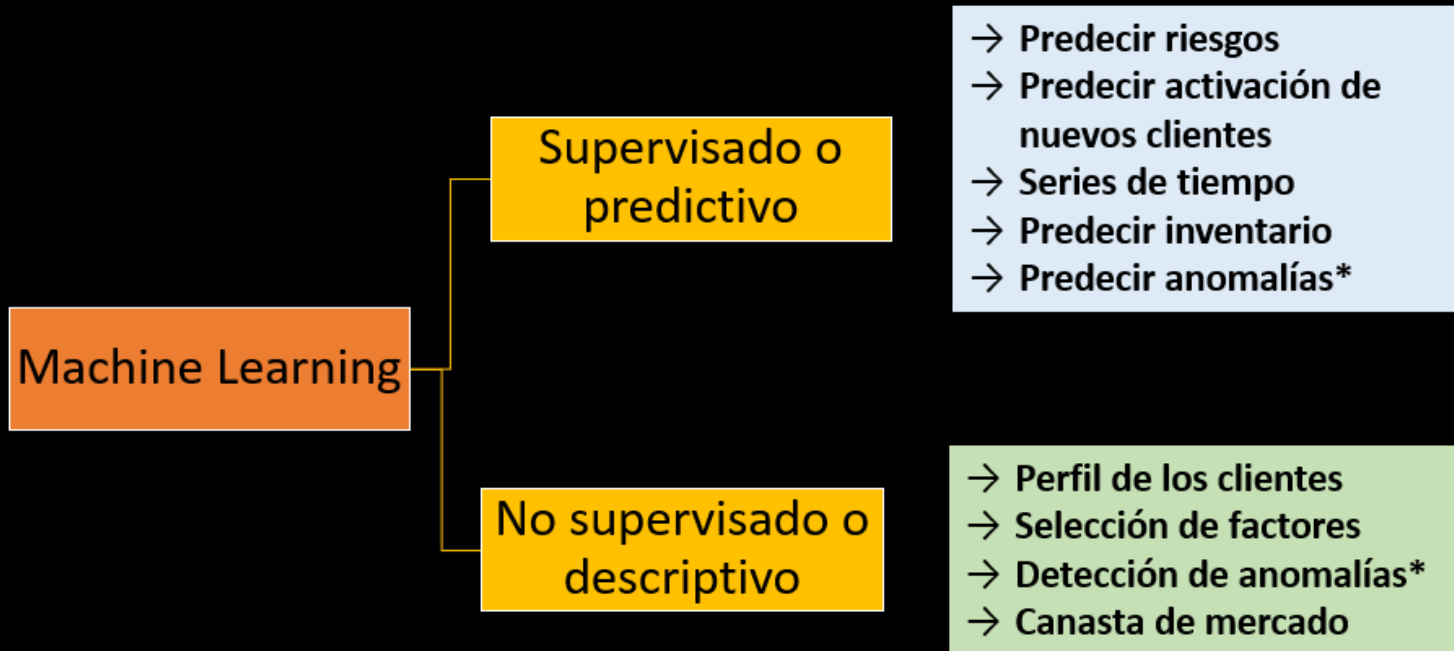 Machine Learning
Supervisado o
predictivo
→ Predecir riesgos
→ Predecir activación de
nuevos clientes
→ Series de tiempo
→ Predecir inventario
→ Predecir anomalías*
No supervisado o
descriptivo
→ Perfil de los clientes
→ Selección de factores
→ Detección de anomalías*
→ Canasta de mercado